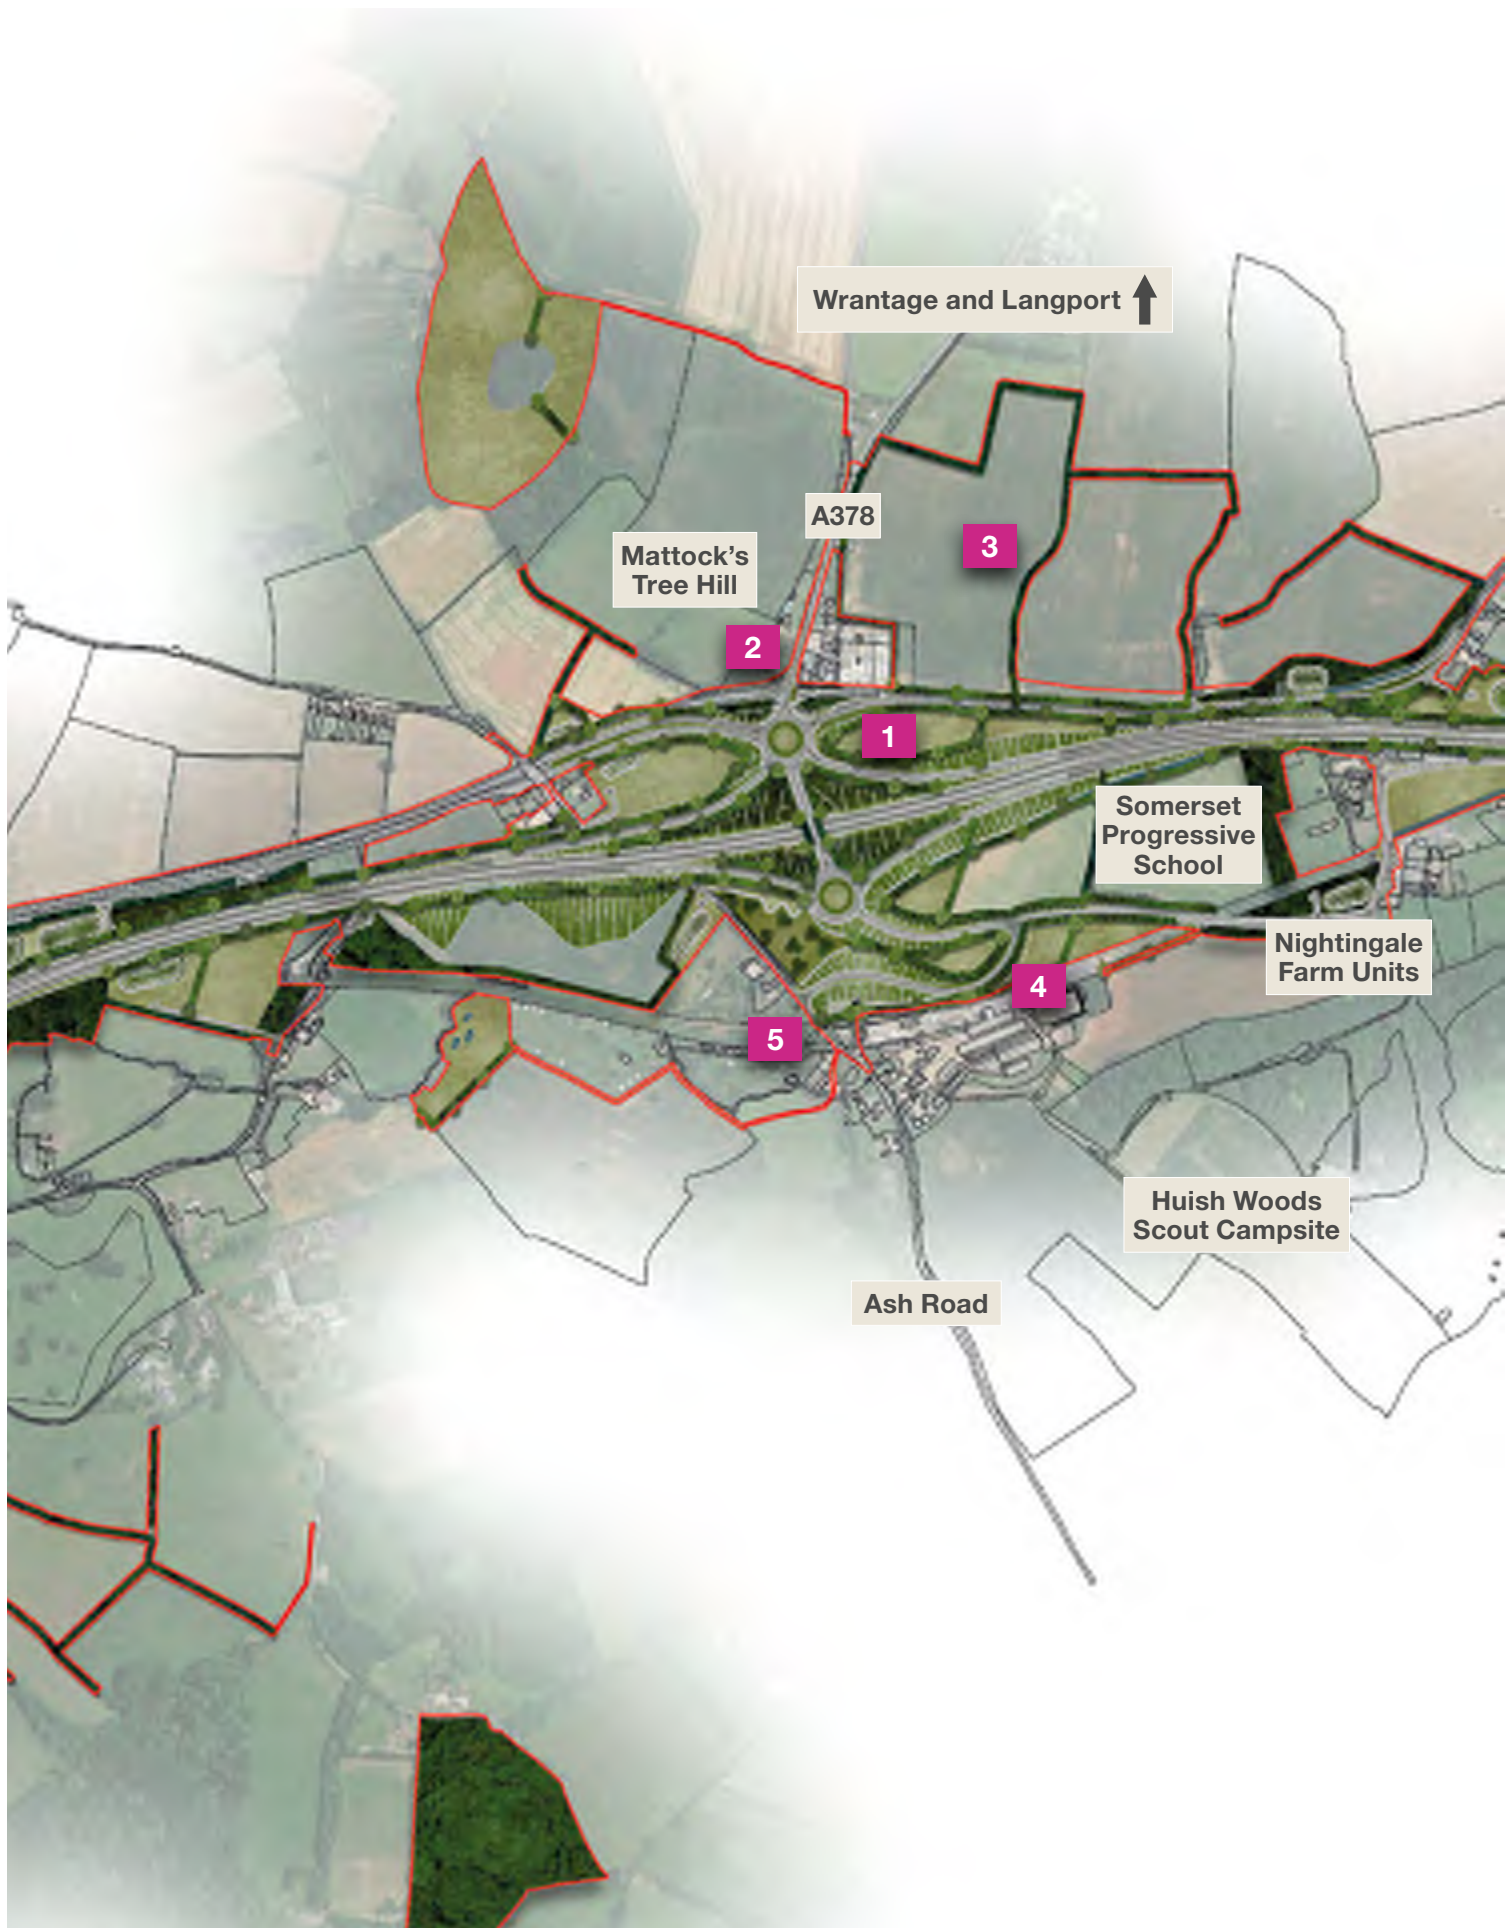 Wrantage and Langport
A378
3
Mattock's
Tree Hill
2
1
Somerset
Progressive
School
Nightingale
Farm Units
4
5
Huish Woods
Scout Campsite
Ash Road